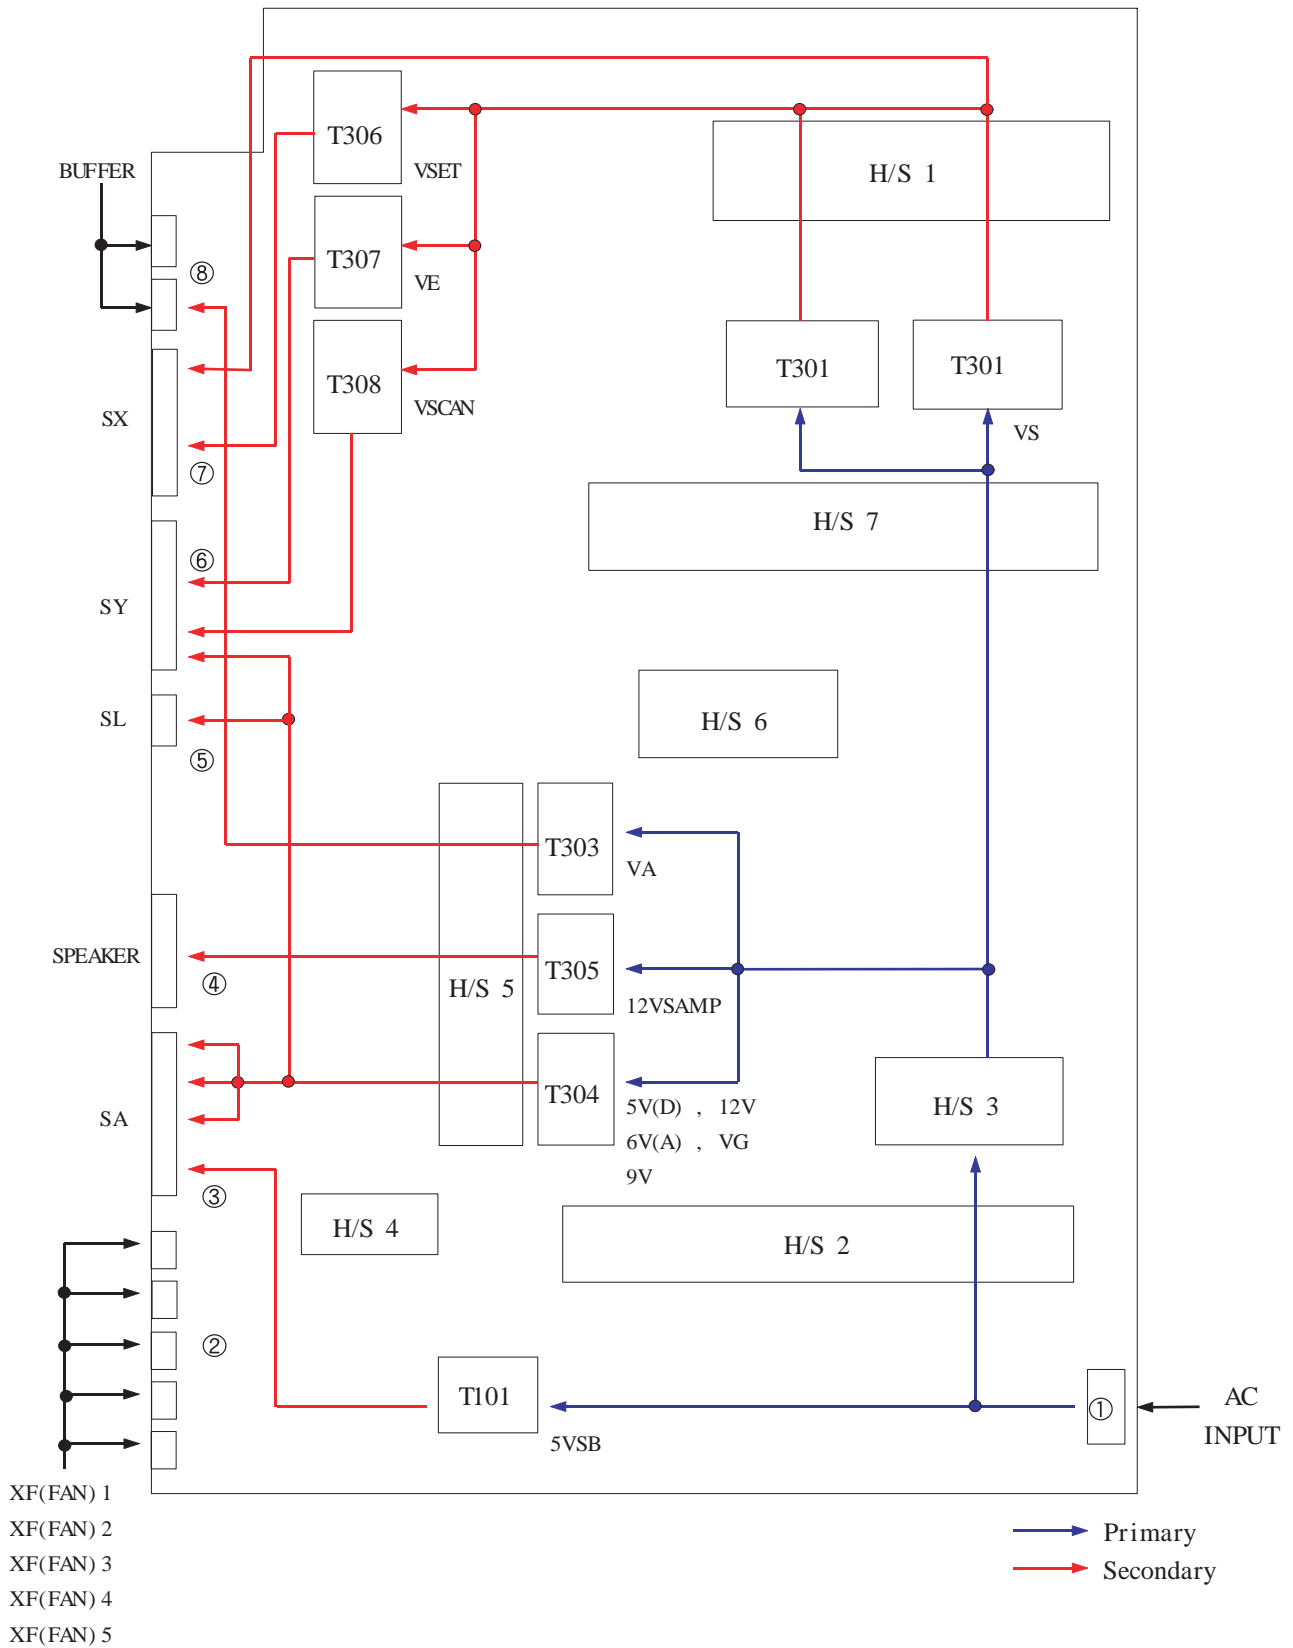 T306
H/S 1
BUFFER
VSET
T307
⑧
VE
T301
T301
T308
VSCAN
SX
VS
⑦
H/S 7
⑥
SY
SL
H/S 6
⑤
T303
VA
SPEAKER
④
H/S 5
T305
12VSAMP
T304
5V(D) , 12V
6V(A) , VG
9V
H/S 3
SA
③
H/S 4
H/S 2
②
T101
5VSB
①
AC
INPUT
XF(FAN) 1
XF(FAN) 2
XF(FAN) 3
XF(FAN) 4
XF(FAN) 5
Primary
Secondary